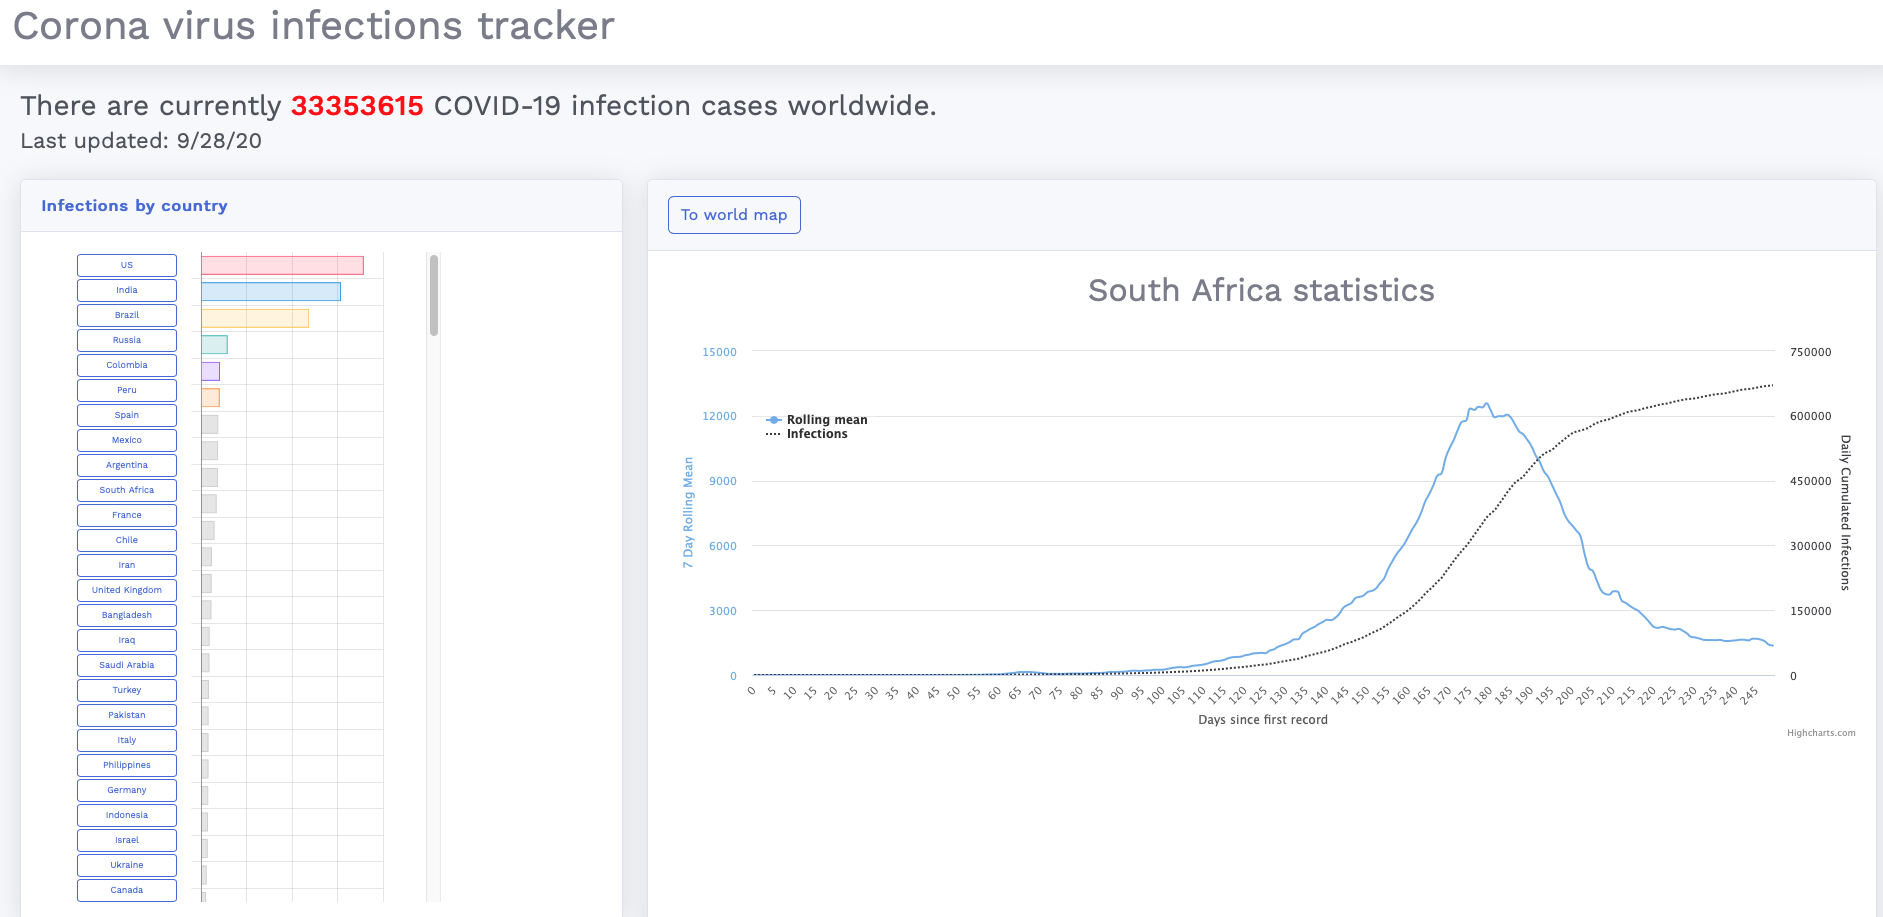 Corona virus infections tracker
There are currently 33353615 COVID-19 infection cases worldwide.
Last updated: 9/28/20
Infections by country
US
India
Brazil
Russia
Colombia
Peru
Spain
Mexico
Argentina
South Africa
France
Chile
Iran
United Kingdom
Bangladesh
Iraq
Saudi Arabia
Turkey
Pakistan
Italy
Philippines
Germany
Indonesia
Israel
Ukraine
Canada
To world map
South Africa statistics
7 Day Rolling Mean
15000
12000
9000
6000
3000
0
Rolling mean
Infections
750000
600000
450000
300000
150000
0
Daily Cumulated Infections
0 5 10 15 20 25 30 35 40 45 50 55 60 65 70 75 80 85 90 95 100 105 110 115 120 125 130 135 140 145 150 155 160 165 170 175 180 185 190 195 200 205 210 215 220 225 230 235 240 245
Days since first record
Highcharts.com